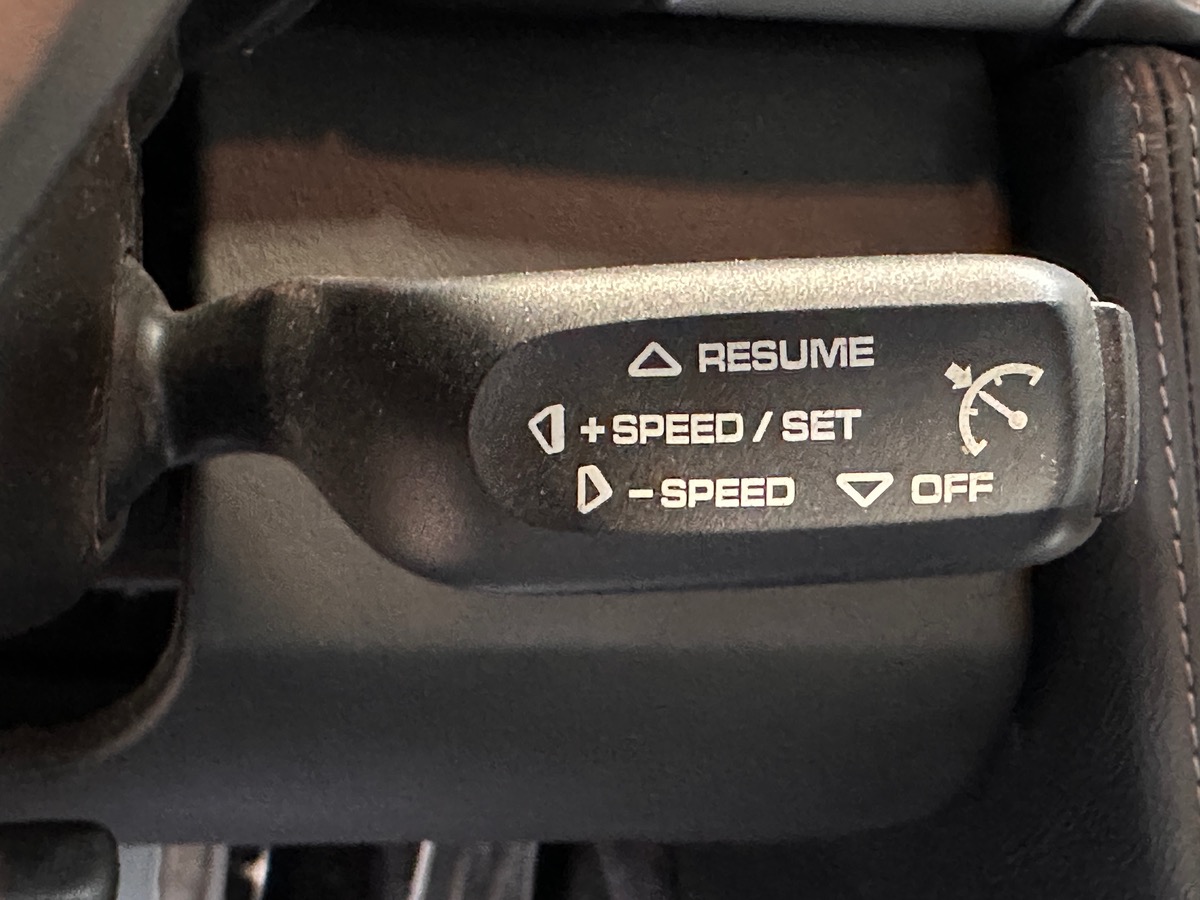 RESUME
+SPEED / SET
−SPEED OFF